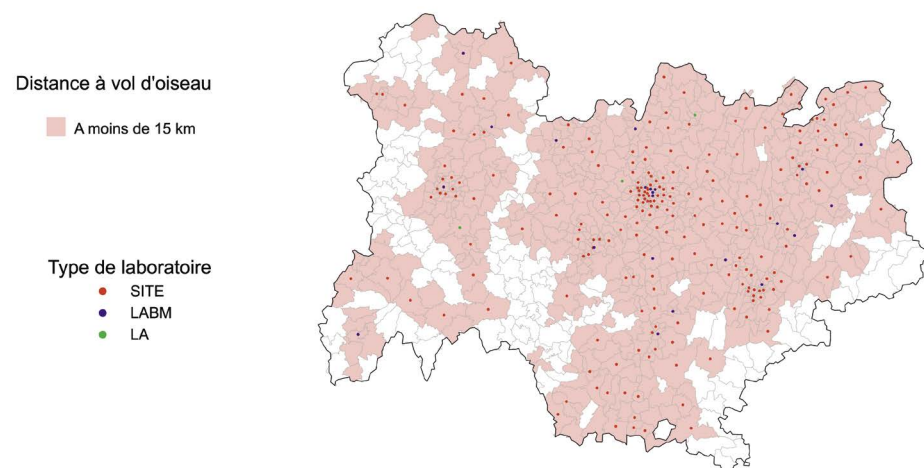 Distance à vol d'oiseau
A moins de 15 km
Type de laboratoire
SITE
LABM
LA